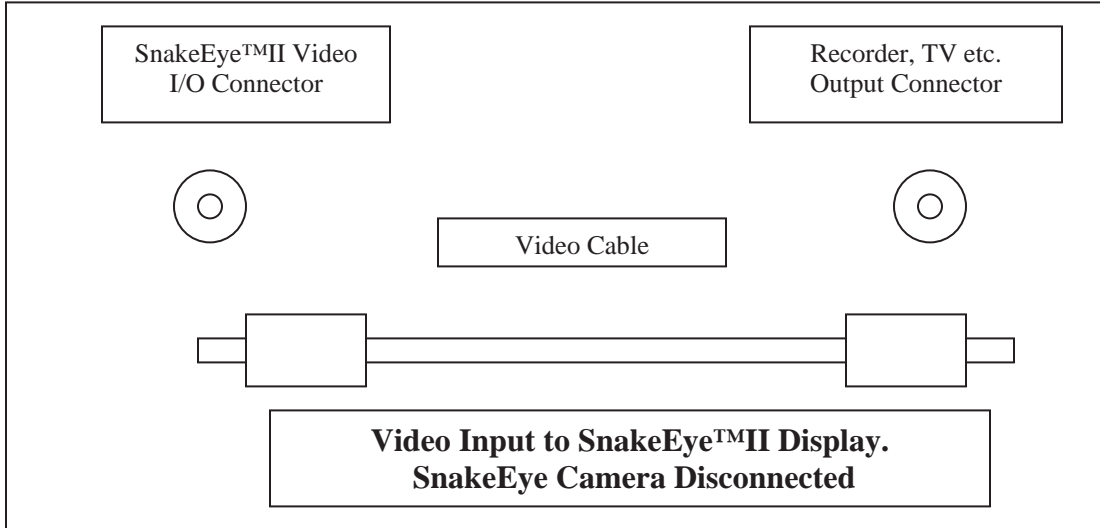 SnakeEye™II Video
I/O Connector
Recorder, TV etc.
Output Connector
Video Cable
Video Input to SnakeEye™II Display.
SnakeEye Camera Disconnected